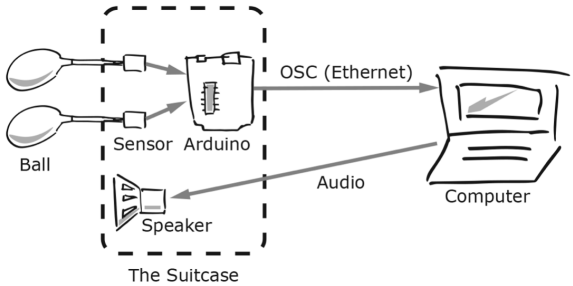 OSC (Ethernet)
Ball
Sensor
Arduino
Audio
Computer
Speaker
The Suitcase